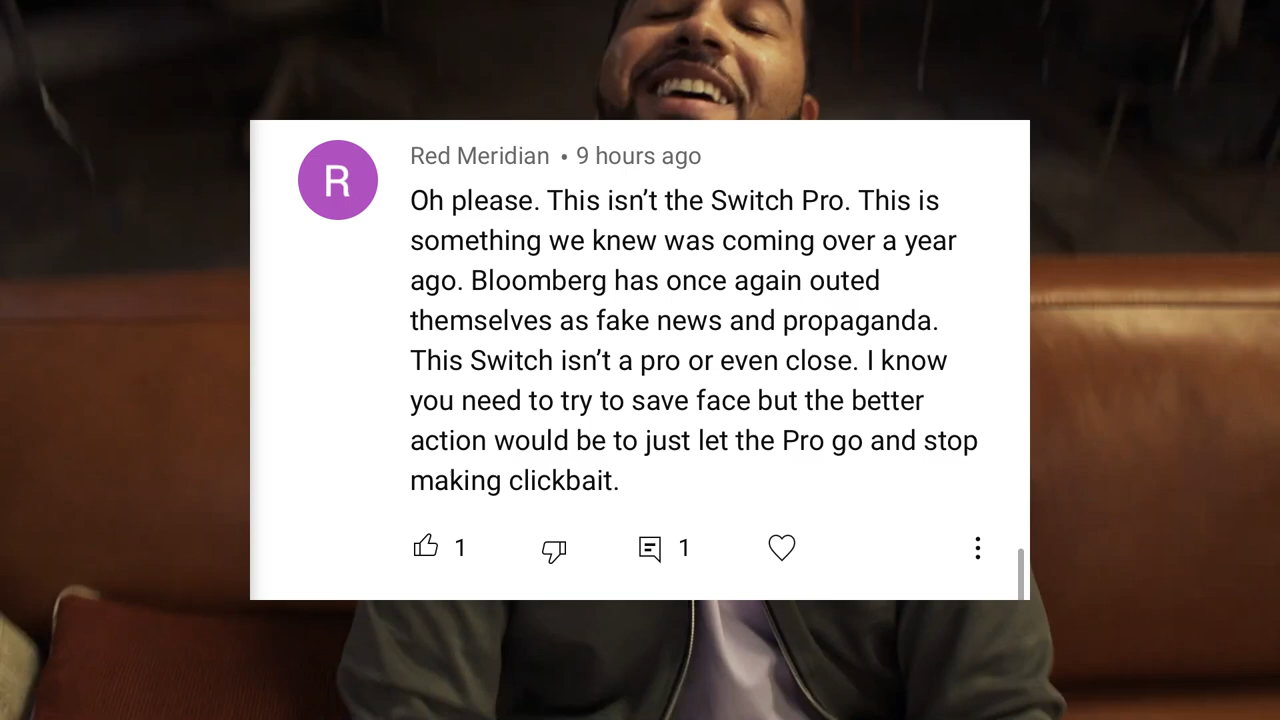 R
Red Meridian • 9 hours ago
Oh please. This isn’t the Switch Pro. This is
something we knew was coming over a year
ago. Bloomberg has once again outed
themselves as fake news and propaganda.
This Switch isn’t a pro or even close. I know
you need to try to save face but the better
action would be to just let the Pro go and stop
making clickbait.
1
1